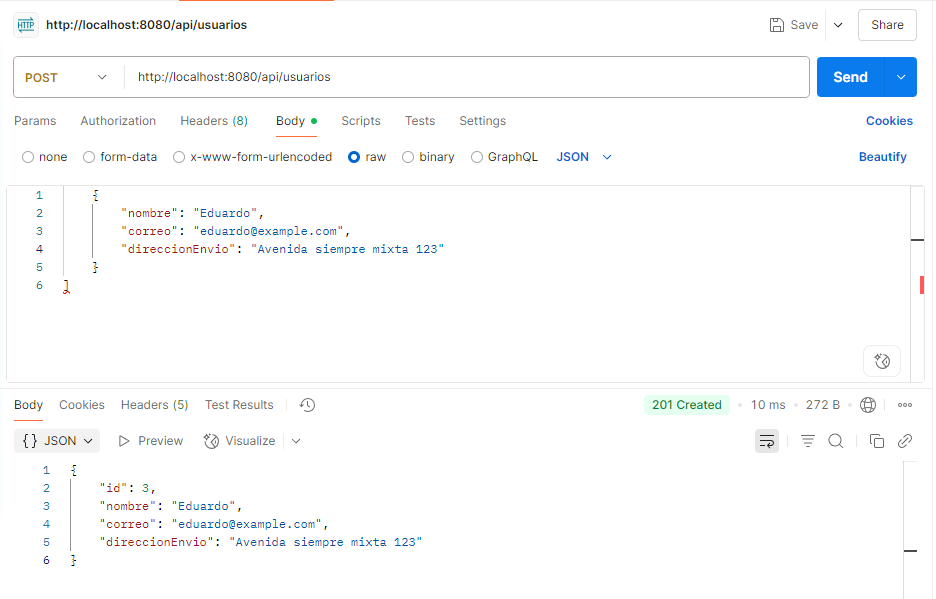 HTTP http://localhost:8080/api/usuarios Save Share
POST http://localhost:8080/api/usuarios Send
Params Authorization Headers (8) Body Scripts Tests Settings Cookies
none form-data x-www-form-urlencoded raw binary GraphQL JSON Beautify
1 {
2 "nombre": "Eduardo",
3 "correo": "eduardo@example.com",
4 "direccionEnvio": "Avenida siempre mixta 123"
5 }
6 ]
Body Cookies Headers (5) Test Results 201 Created • 10 ms • 272 B •
{} JSON Preview Visualize
1 {
2 "id": 3,
3 "nombre": "Eduardo",
4 "correo": "eduardo@example.com",
5 "direccionEnvio": "Avenida siempre mixta 123"
6 }